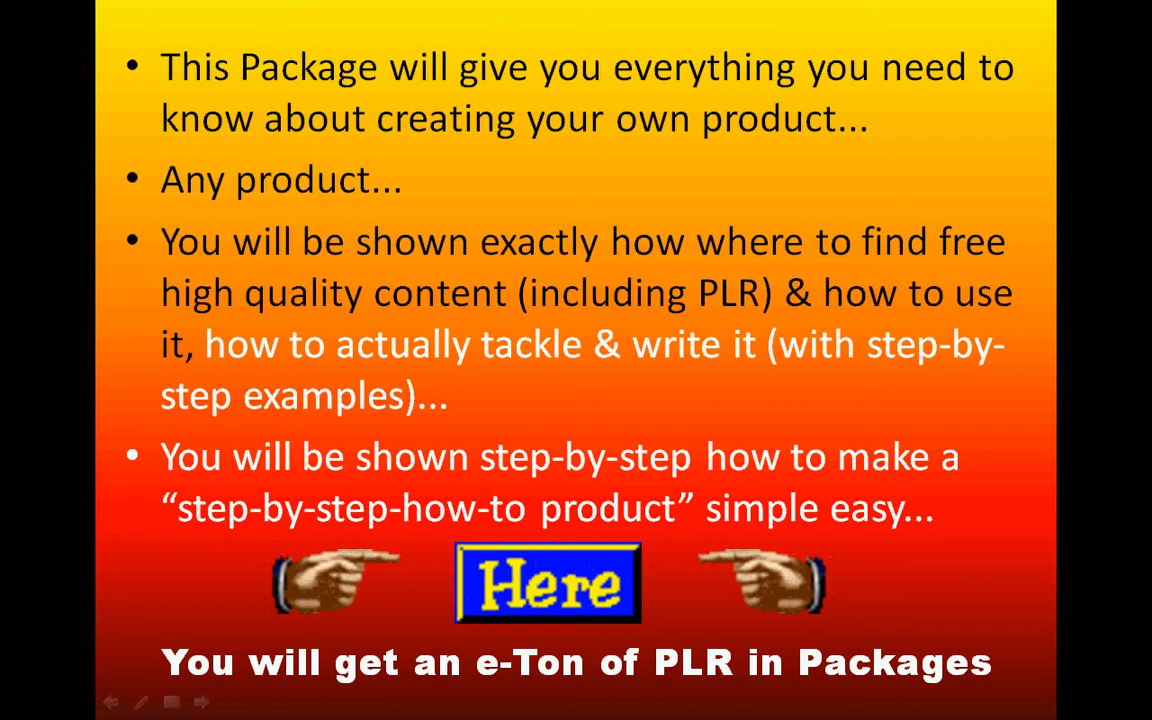 • This Package will give you everything you need to
know about creating your own product...
• Any product...
• You will be shown exactly how where to find free
high quality content (including PLR) & how to use
it, how to actually tackle & write it (with step-by-
step examples)...
• You will be shown step-by-step how to make a
“step-by-step-how-to product” simple easy...
Here
You will get an e-Ton of PLR in Packages